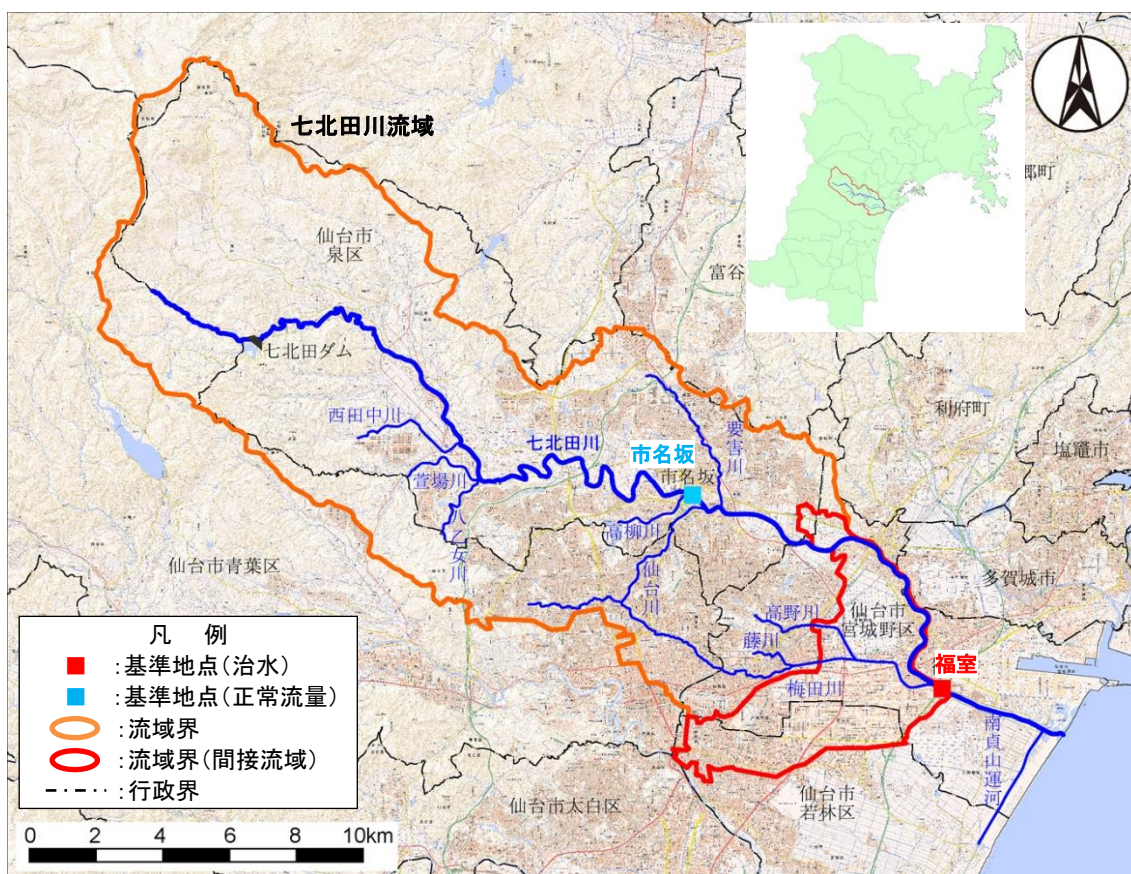 七北田川流域
N
郷町
仙台市
泉区
富谷
七北田ダム
利府町
塩竈市
西田中川
七北田川
市名坂
市名坂
要害川
萱場川
八乙女川
高柳川
仙台市青葉区
仙台川
多賀城市
高野川
仙台市
宮城野区
藤川
福室
梅田川
南貞山運河
仙台市太白区
仙台市
若林区
凡 例
:基準地点(治水)
:基準地点(正常流量)
:流域界
:流域界(間接流域)
:行政界
0 2 4 6 8 10km